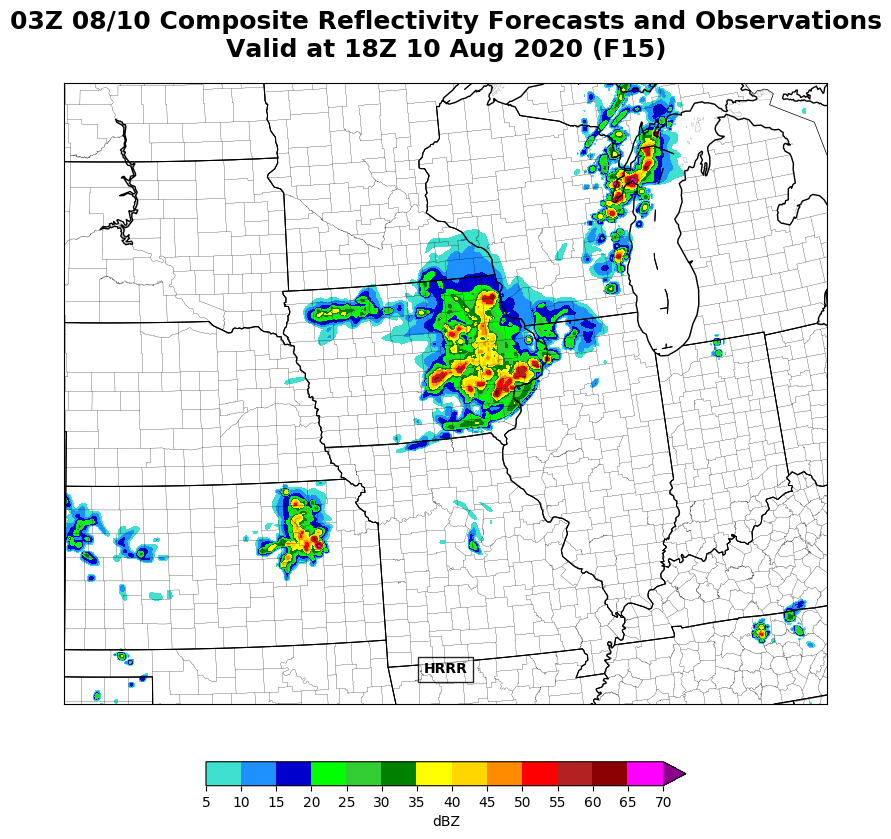 03Z 08/10 Composite Reflectivity Forecasts and Observations
Valid at 18Z 10 Aug 2020 (F15)
HRRR
5 10 15 20 25 30 35 40 45 50 55 60 65 70
dBZ